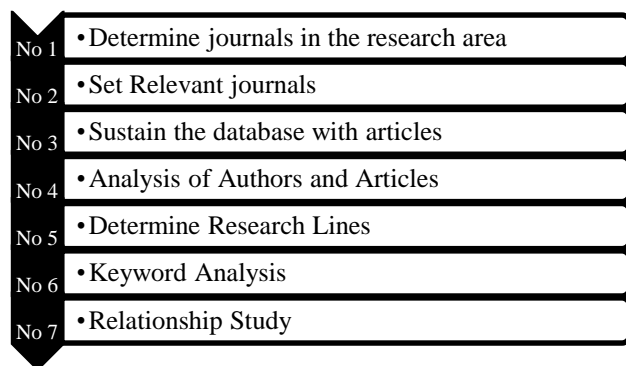 No 1 •Determine journals in the research area
No 2 •Set Relevant journals
No 3 •Sustain the database with articles
No 4 •Analysis of Authors and Articles
No 5 •Determine Research Lines
No 6 •Keyword Analysis
No 7 •Relationship Study